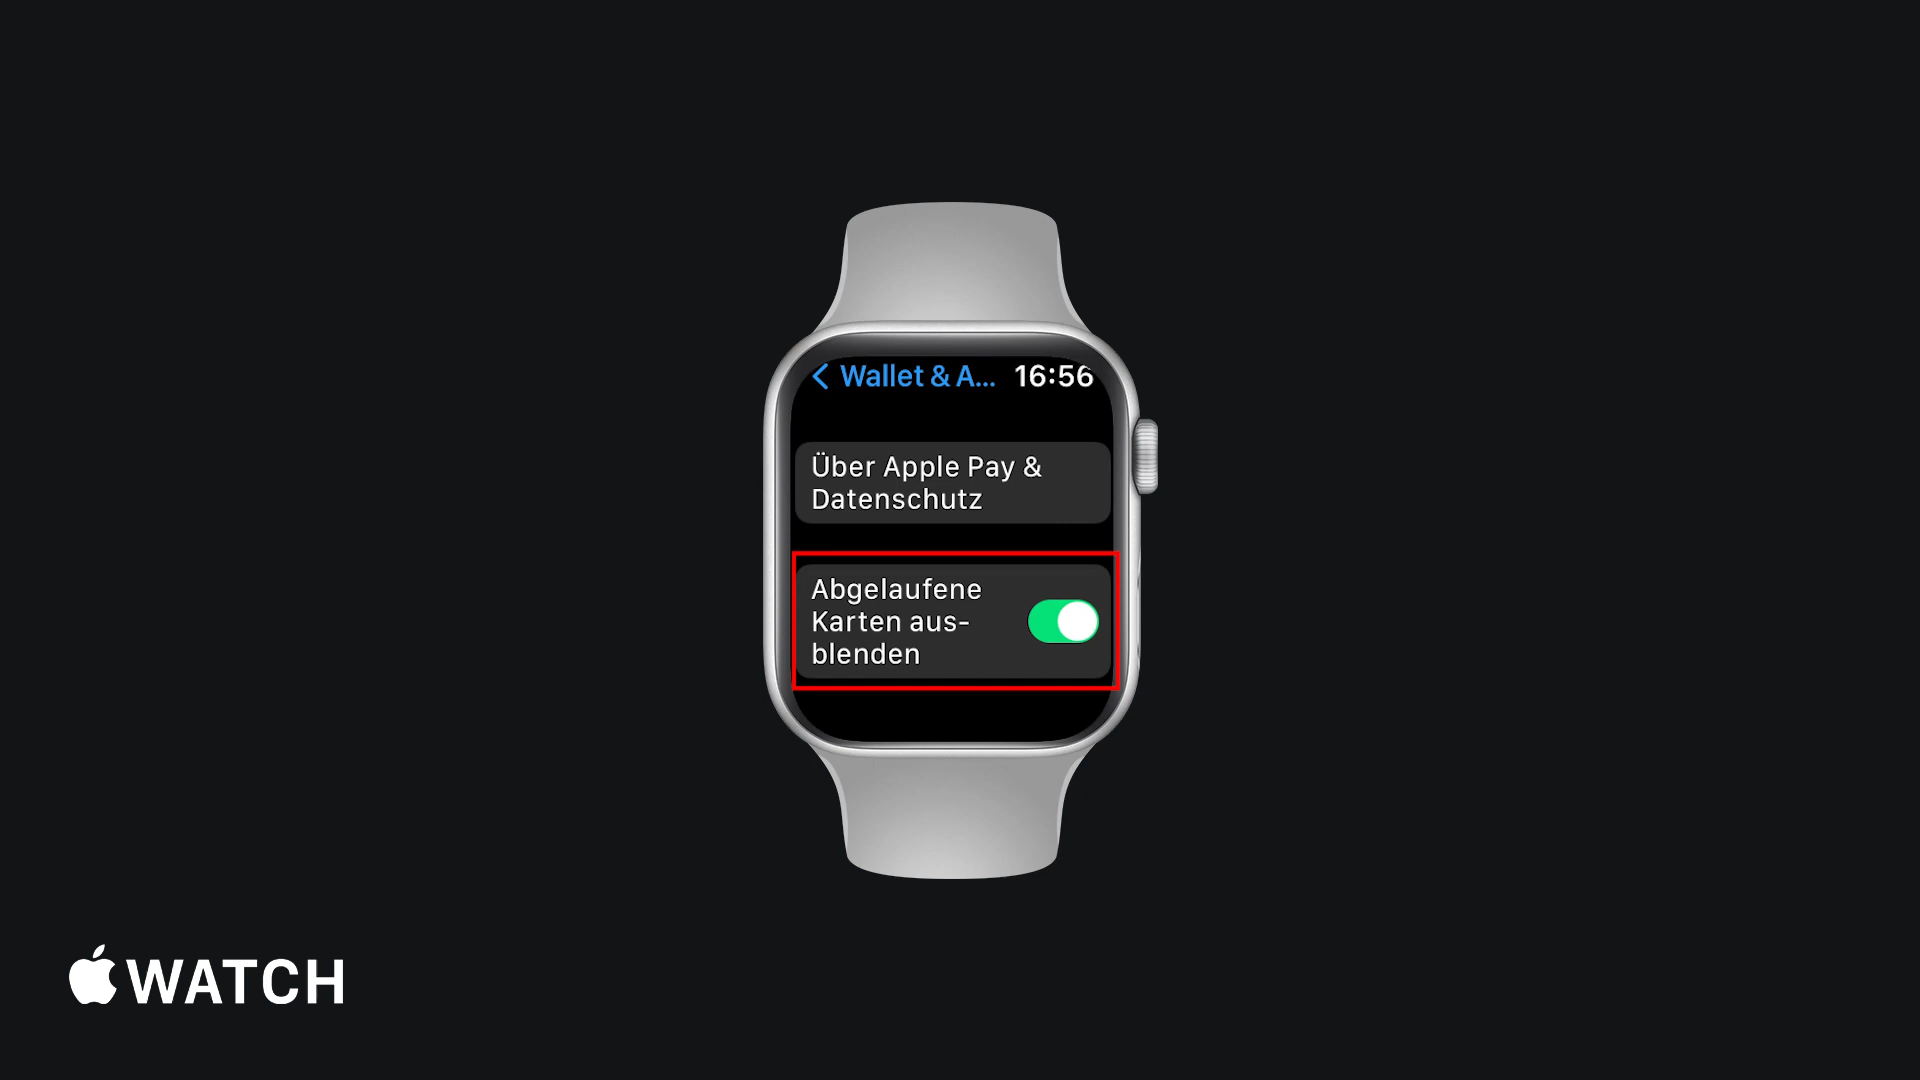 Wallet & A... 16:56
Über Apple Pay &
Datenschutz
Abgelaufene
Karten aus-
blenden
WATCH